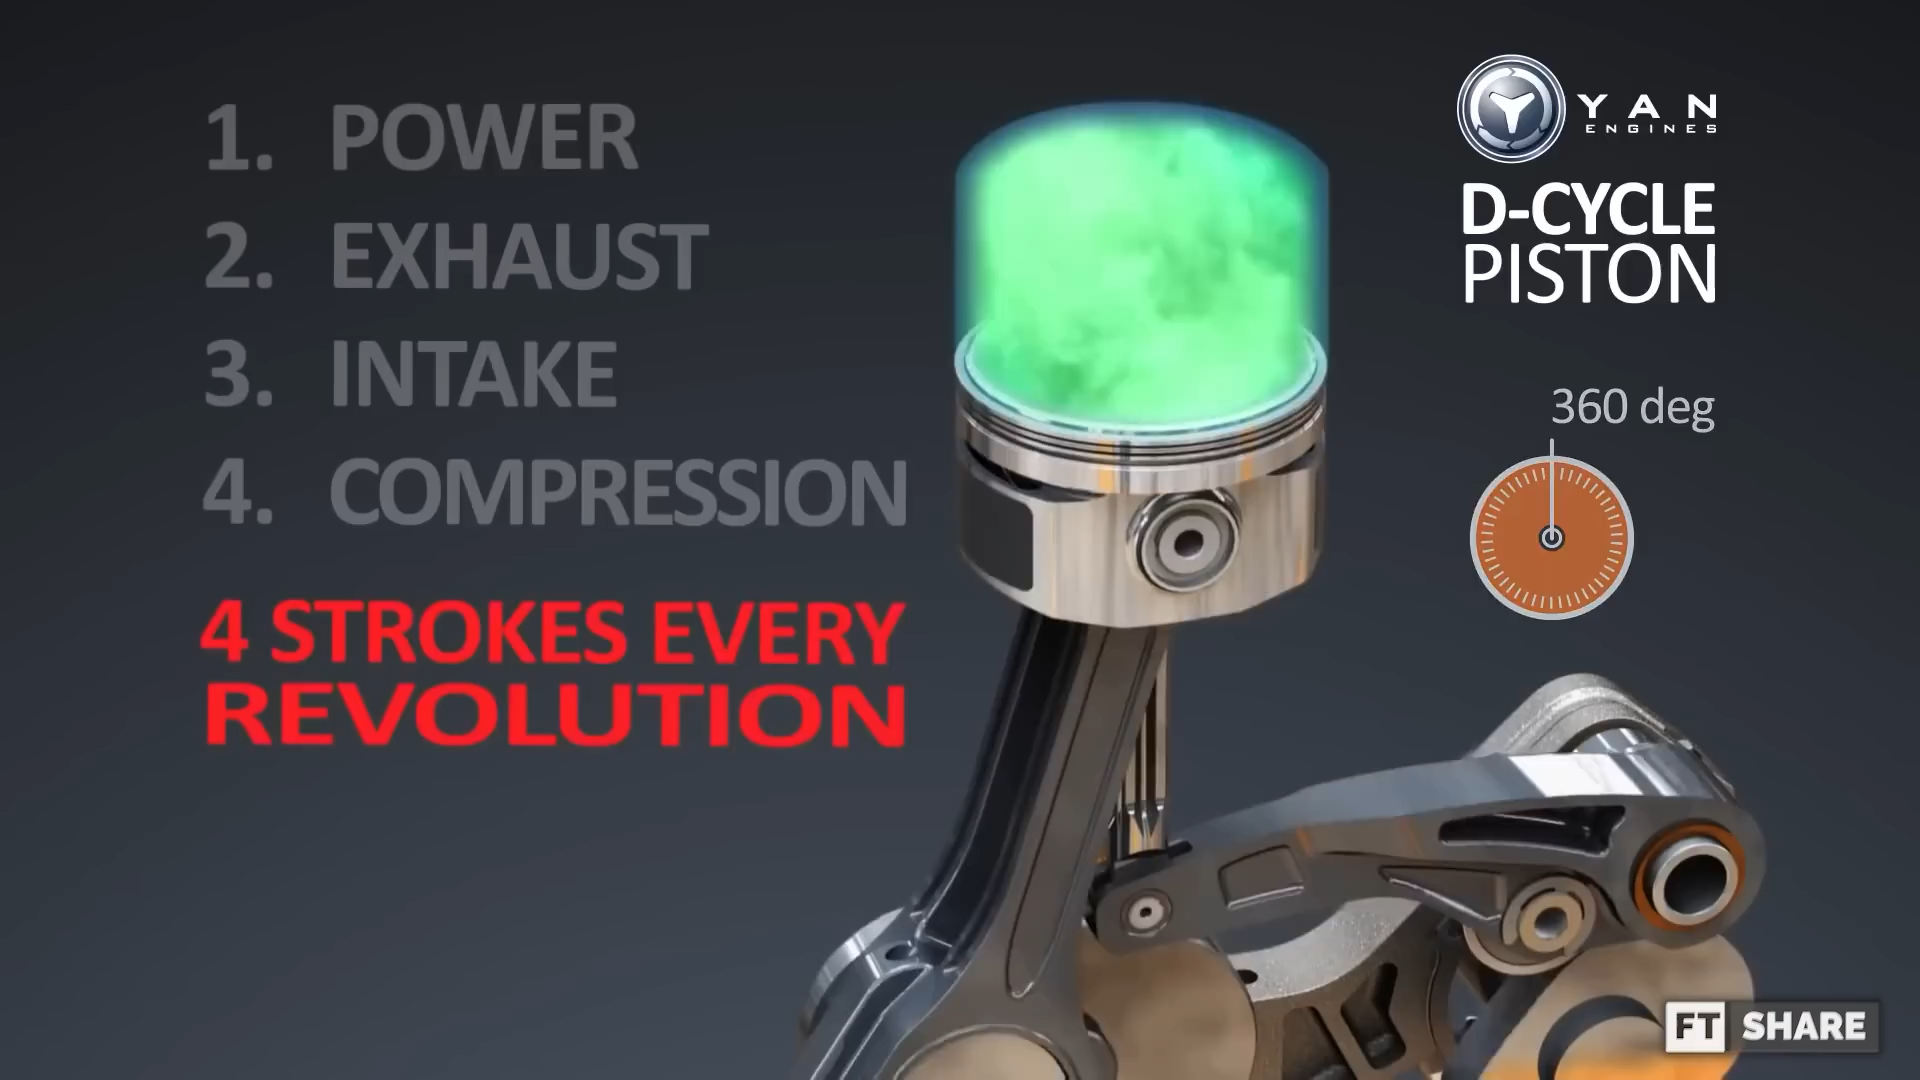 1. POWER
2. EXHAUST
3. INTAKE
4. COMPRESSION
4 STROKES EVERY
REVOLUTION
YAN
ENGINES
D-CYCLE
PISTON
360 deg
FT SHARE